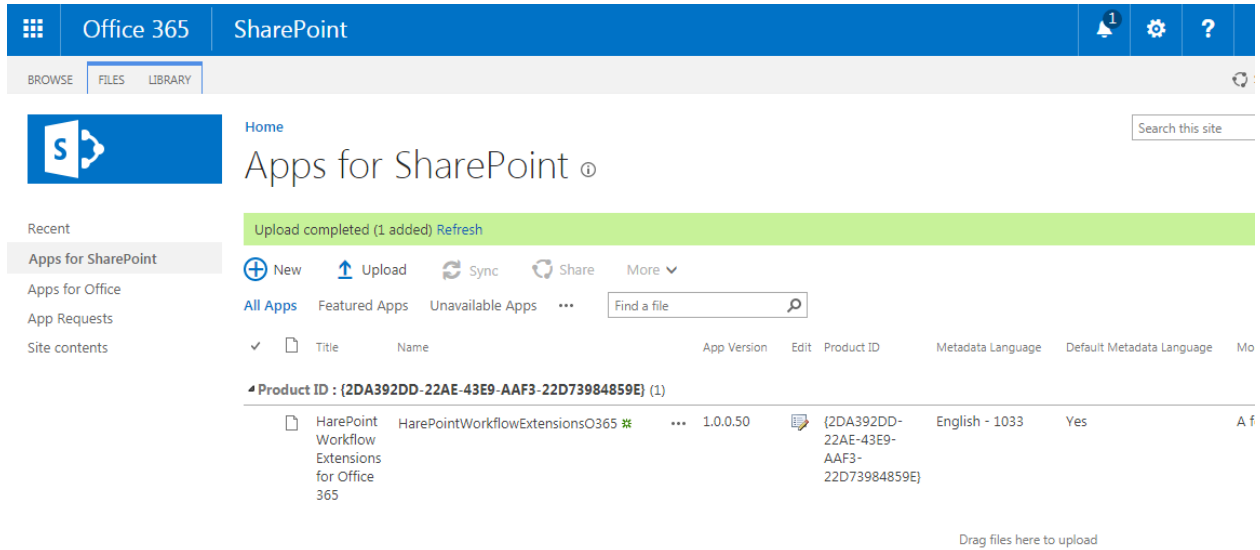 Office 365 SharePoint 1 ?
BROWSE FILES LIBRARY
S
Home
Search this site
Apps for SharePoint
Upload completed (1 added) Refresh
Recent
Apps for SharePoint
Apps for Office
App Requests
Site contents
New Upload Sync Share More
All Apps Featured Apps Unavailable Apps ••• Find a file
Title Name App Version Edit Product ID Metadata Language Default Metadata Language Mo
Product ID : {2DA392DD-22AE-43E9-AAF3-22D73984859E} (1)
HarePoint HarePointWorkflowExtensionsO365 ••• 1.0.0.50 {2DA392DD- English - 1033 Yes A f
Workflow 22AE-43E9-
Extensions AAF3-
for Office 22D73984859E}
365
Drag files here to upload